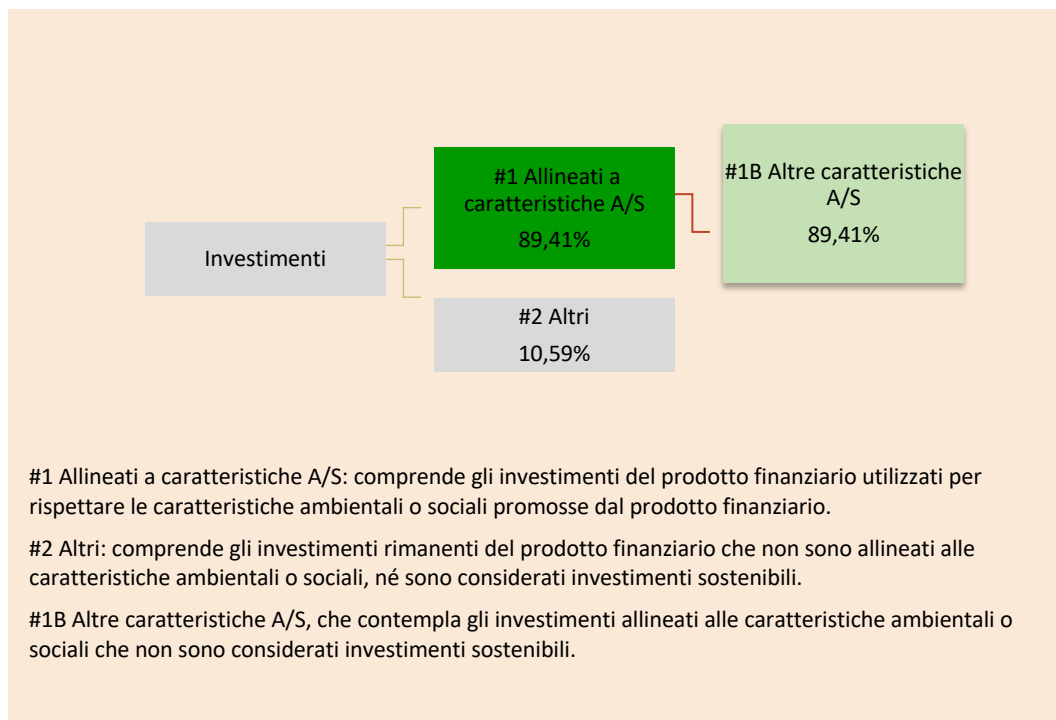 #1 Allineati a
caratteristiche A/S
89,41%
#1B Altre caratteristiche
A/S
89,41%
Investimenti
#2 Altri
10,59%
#1 Allineati a caratteristiche A/S: comprende gli investimenti del prodotto finanziario utilizzati per
rispettare le caratteristiche ambientali o sociali promosse dal prodotto finanziario.
#2 Altri: comprende gli investimenti rimanenti del prodotto finanziario che non sono allineati alle
caratteristiche ambientali o sociali, né sono considerati investimenti sostenibili.
#1B Altre caratteristiche A/S, che contempla gli investimenti allineati alle caratteristiche ambientali o
sociali che non sono considerati investimenti sostenibili.